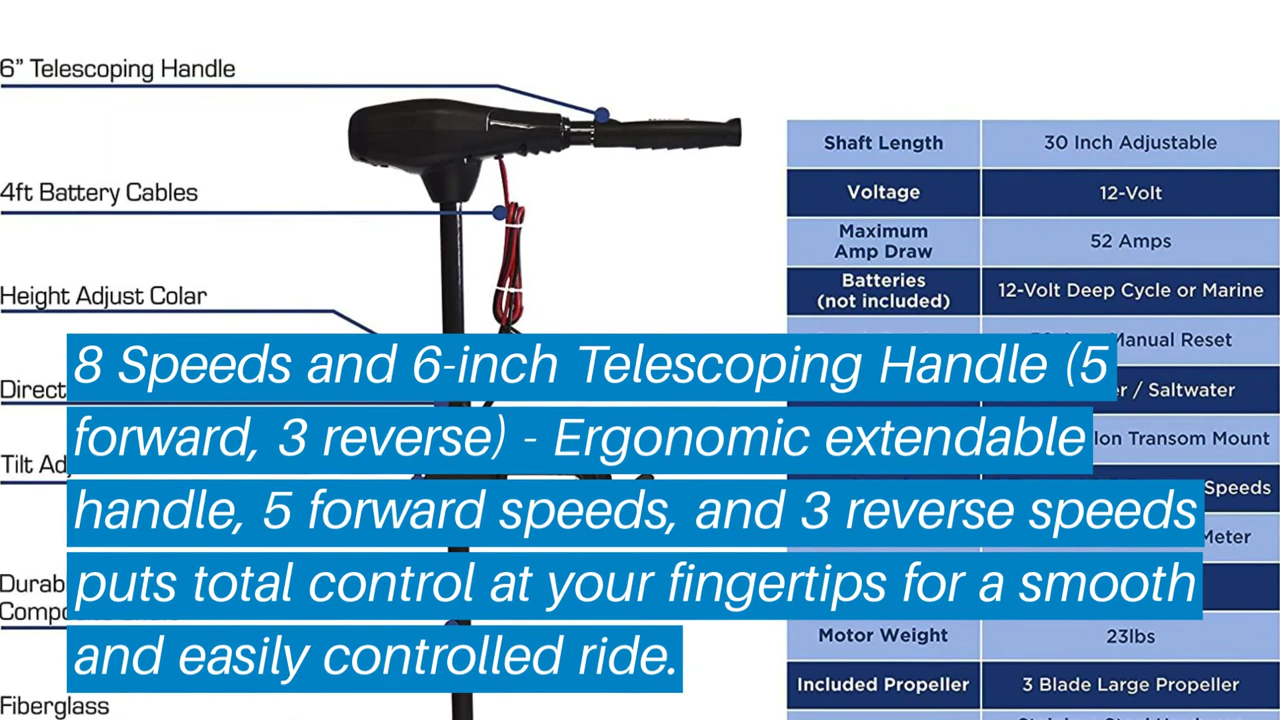 6” Telescoping Handle
4ft Battery Cables
Height Adjust Colar
Direct
Tilt Ad
Durab
Fiberglass
Shaft Length 30 Inch Adjustable
Voltage 12-Volt
Maximum
Amp Draw 52 Amps
Batteries
(not included) 12-Volt Deep Cycle or Marine
Manual Reset
/ Saltwater
Transom Mount
Speeds
Meter
Motor Weight 23lbs
Included Propeller 3 Blade Large Propeller
8 Speeds and 6-inch Telescoping Handle (5
forward, 3 reverse) - Ergonomic extendable
handle, 5 forward speeds, and 3 reverse speeds
puts total control at your fingertips for a smooth
and easily controlled ride.